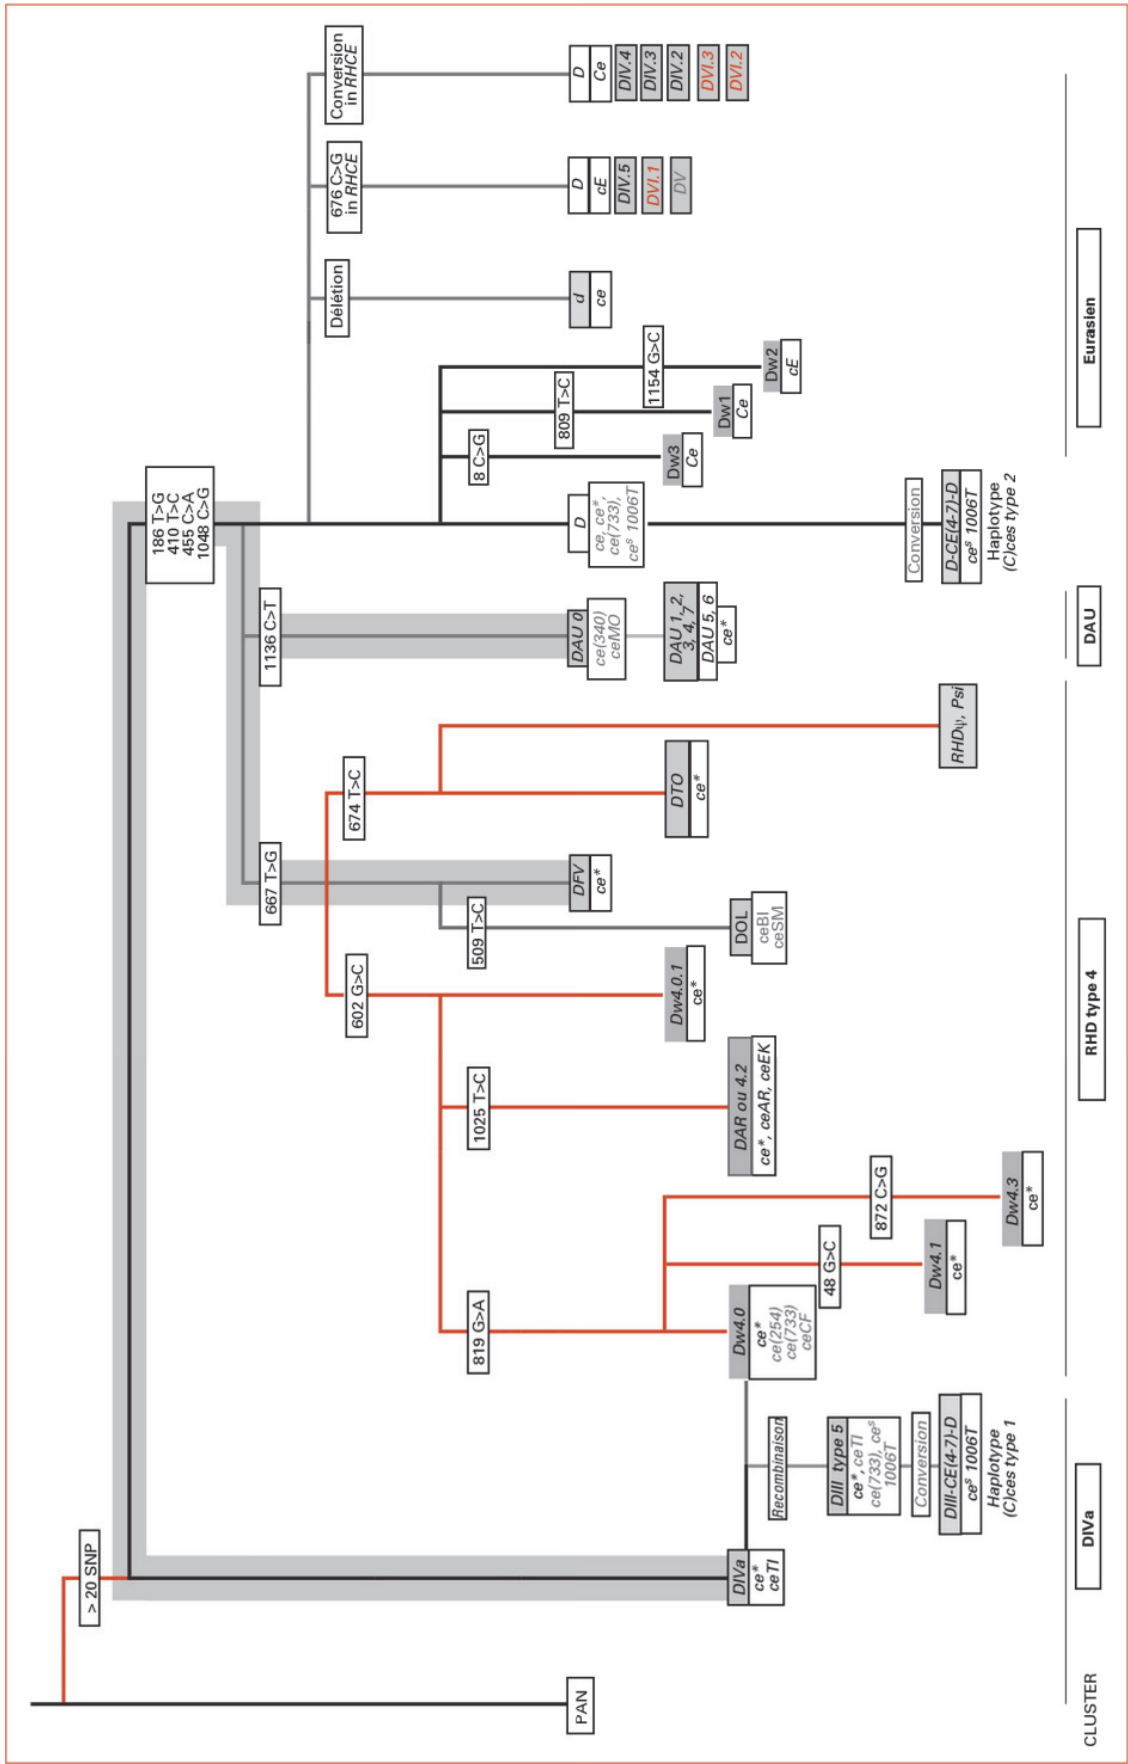 > 20 SNP
186 T>G
410 T>C
455 C>A
1048 C>G
667 T>G
1136 C>T
602 G>C
674 T>C
Délétion
676 C>G
in RHCE
Conversion
in RHCE
819 G>A
1025 T>C
509 T>C
8 C>G
809 T>C
1154 G>C
PAN
DFV
ce*
DAU 0
ce(340)
ceMO
D
ce, ce*,
ce(733),
ceˢ 1006T
d
ce
D
cE
DIV.5
DVI.1
DV
D
Ce
DIV.4
DIV.3
DIV.2
DVI.3
DVI.2
Dw4.0.1
ce*
DTO
ce*
DAU 1, 2,
3, 4, 7
DAU 5, 6
ce*
Dw3
Ce
Dw1
Ce
Dw2
cE
DIVa
ce*
ceTI
Dw4.0
ce*
ce(254)
ce(733)
ceCF
DAR ou 4.2
ce*, ceAR, ceEK
DOL
ceBI
ceSM
Recombinaison
DIII type 5
ce*, ceTI
ce(733), ceˢ
1006T
48 G>C
872 C>G
Conversion
DIII-CE(4-7)-D
ceˢ 1006T
Haplotype
(C)ces type 1
Dw4.1
ce*
Dw4.3
ce*
RHDψ, Psi
Conversion
D-CE(4-7)-D
ceˢ 1006T
Haplotype
(C)ces type 2
CLUSTER
DIVa
RHD type 4
DAU
Eurasien